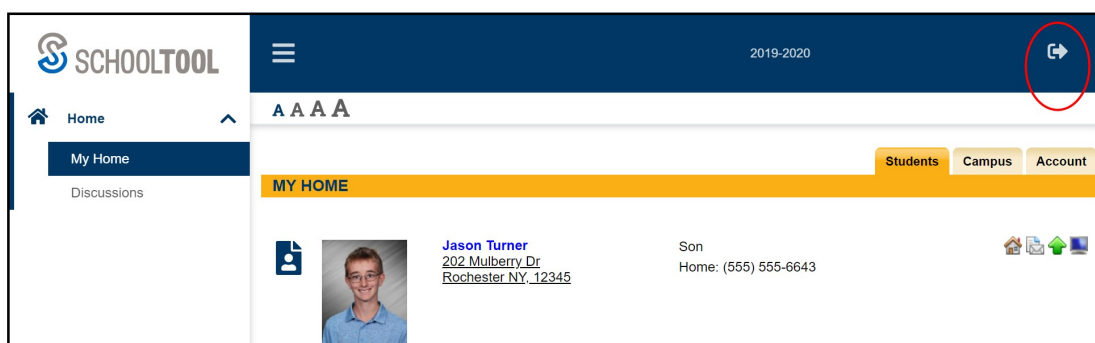 SCHOOLTOOL
2019-2020
Home
A A A A
My Home
Students Campus Account
Discussions
MY HOME
Jason Turner
202 Mulberry Dr
Rochester NY, 12345
Son
Home: (555) 555-6643